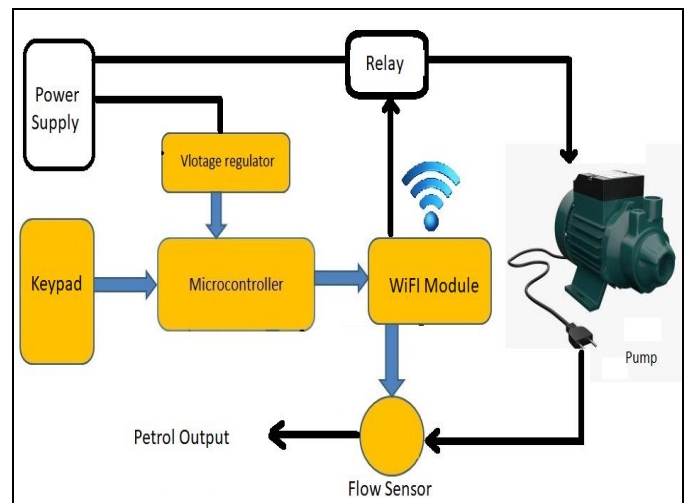 Relay
Power
Supply
Vlotage regulator
Keypad
Microcontroller
WiFI Module
Pump
Petrol Output
Flow Sensor